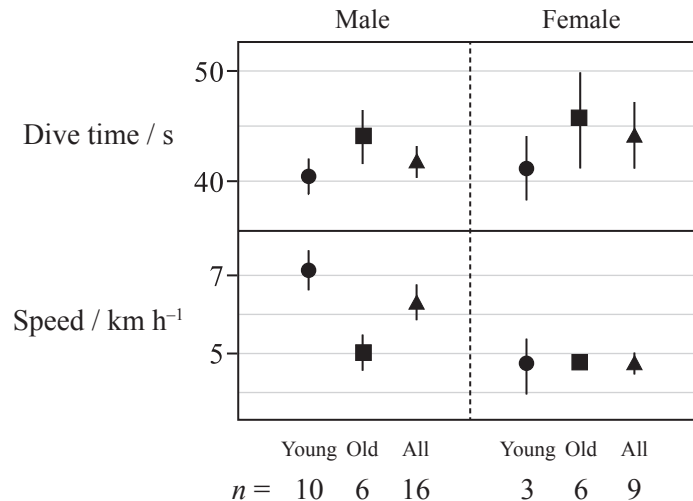 Male Female
50
Dive time / s
40
7
Speed / km h⁻¹
5
Young Old All Young Old All
n = 10 6 16 3 6 9